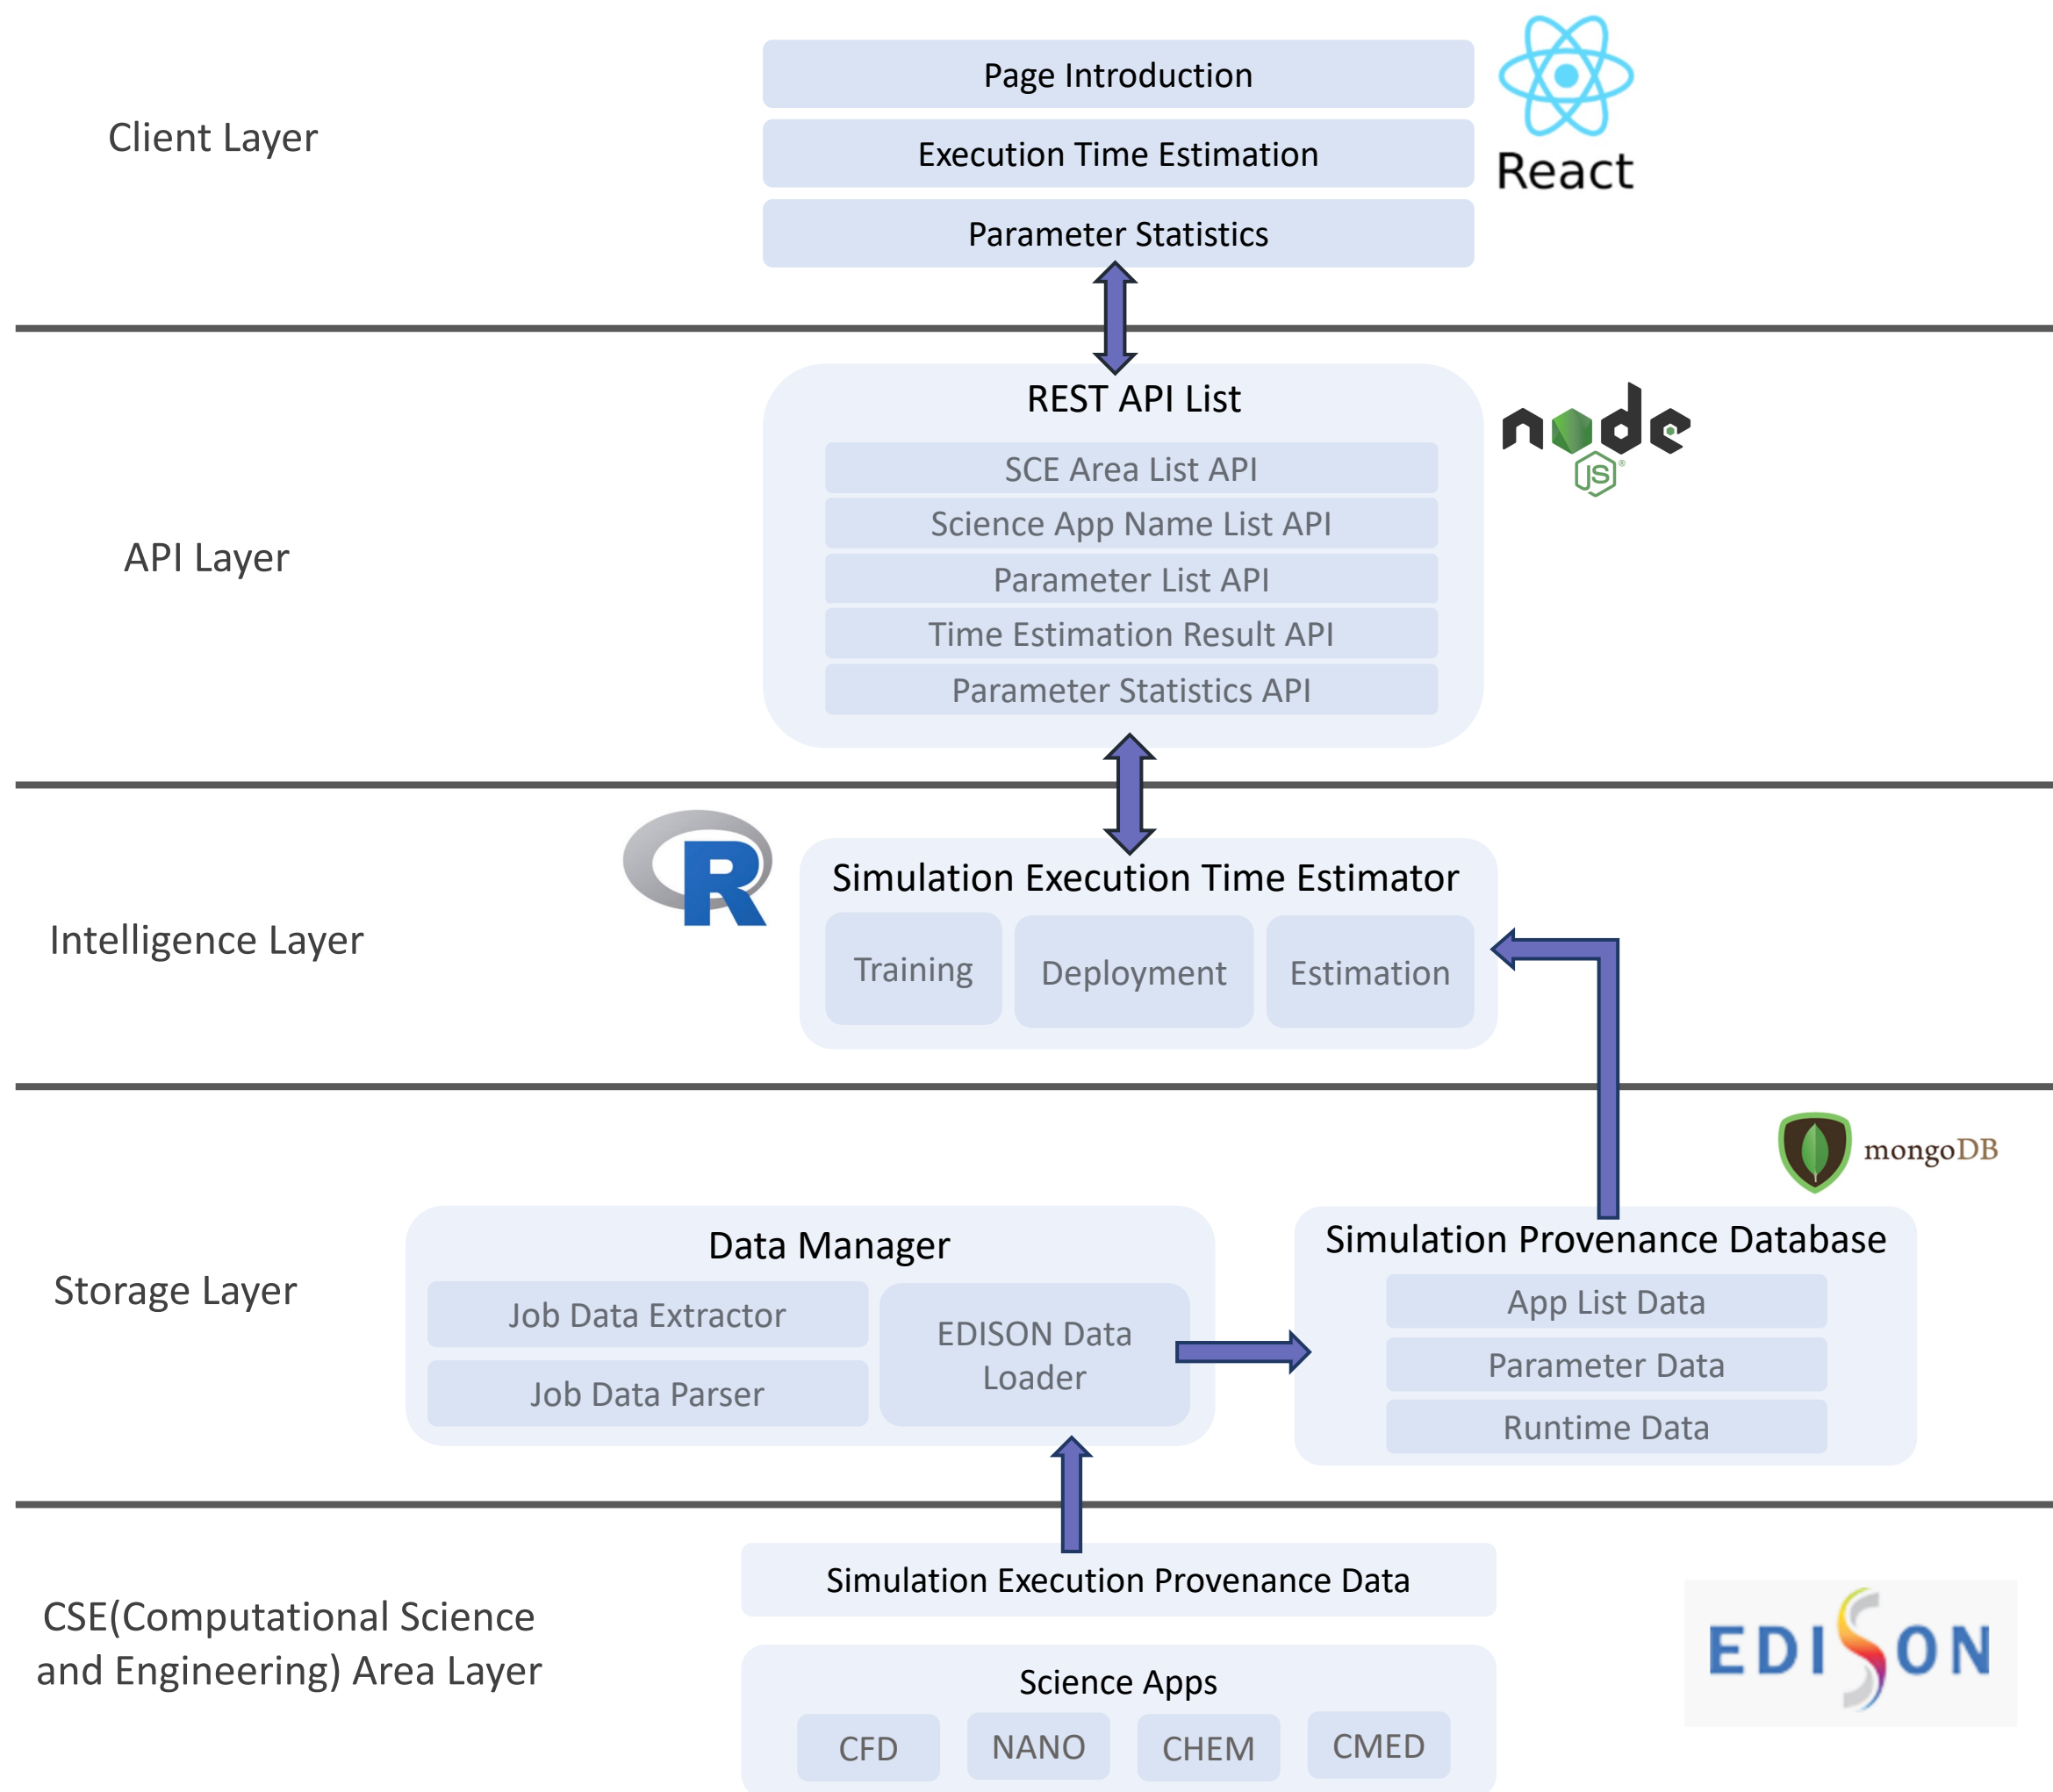 Client Layer
Page Introduction
Execution Time Estimation
Parameter Statistics
React
API Layer
REST API List
SCE Area List API
Science App Name List API
Parameter List API
Time Estimation Result API
Parameter Statistics API
node
JS®
Intelligence Layer
R
Simulation Execution Time Estimator
Training
Deployment
Estimation
Storage Layer
Data Manager
Job Data Extractor
Job Data Parser
EDISON Data
Loader
mongoDB
Simulation Provenance Database
App List Data
Parameter Data
Runtime Data
CSE(Computational Science
and Engineering) Area Layer
Simulation Execution Provenance Data
Science Apps
CFD
NANO
CHEM
CMED
EDISON